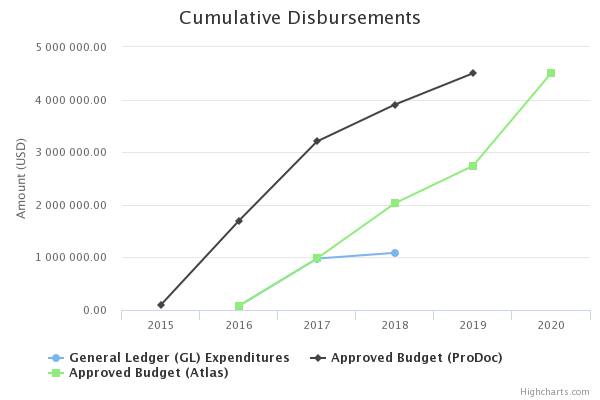 Cumulative Disbursements
Amount (USD)
5 000 000.00
4 000 000.00
3 000 000.00
2 000 000.00
1 000 000.00
0.00
2015 2016 2017 2018 2019 2020
General Ledger (GL) Expenditures Approved Budget (ProDoc)
Approved Budget (Atlas)
Highcharts.com